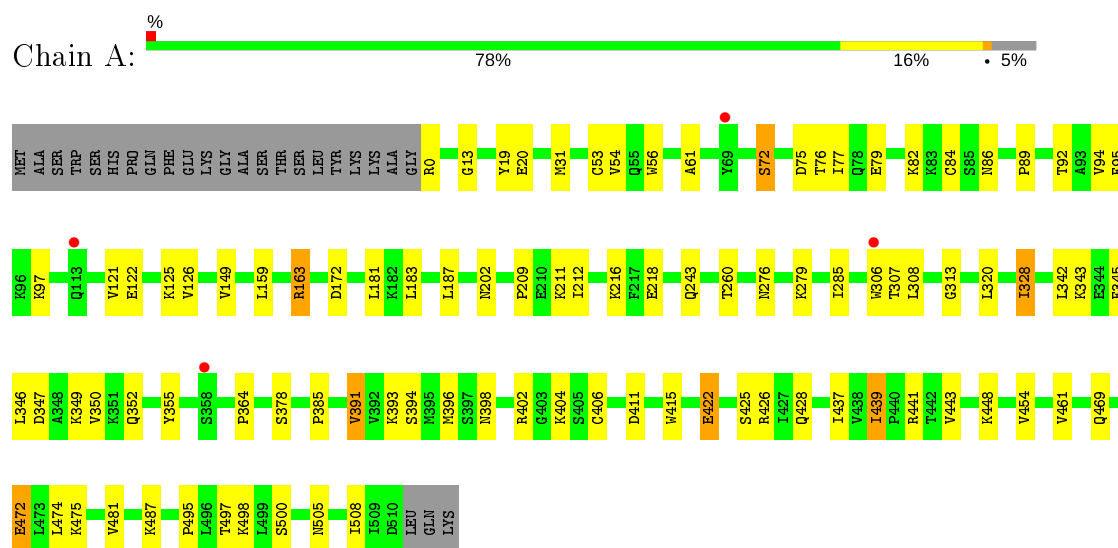 %
Chain A:
78% 16% • 5%
MET ALA SER TRP SER HIS PRO GLN PHE GLU LYS GLY ALA SER THR SER LEU TYR LYS LYS ALA GLY R0 G13 Y19 E20 M31 C53 V54 Q55 W56 A61 Y69 S72 D75 T76 I77 Q78 E79 K82 K83 C84 S85 N86 P89 T92 A93 V94
K96 K97 Q113 V121 E122 K125 V126 V149 L159 R163 D172 L181 K182 L183 L187 N202 P209 E210 K211 I212 K216 F217 E218 Q243 T260 N276 K279 I285 W306 T307 L308 G313 L320 I328 L342 K343 E344
L346 D347 A348 K349 V350 K351 Q352 Y355 S358 P364 S378 P385 V391 V392 K393 S394 M395 M396 S397 N398 R402 G403 K404 S405 C406 D411 W415 E422 S425 R426 I427 Q428 I437 V438 I439 P440 R441 T442 V443 K448 V454 V461 Q469
E472 L473 L474 K475 V481 K487 P495 L496 T497 K498 L499 S500 N505 I508 I509 D510 LEU GLN LYS